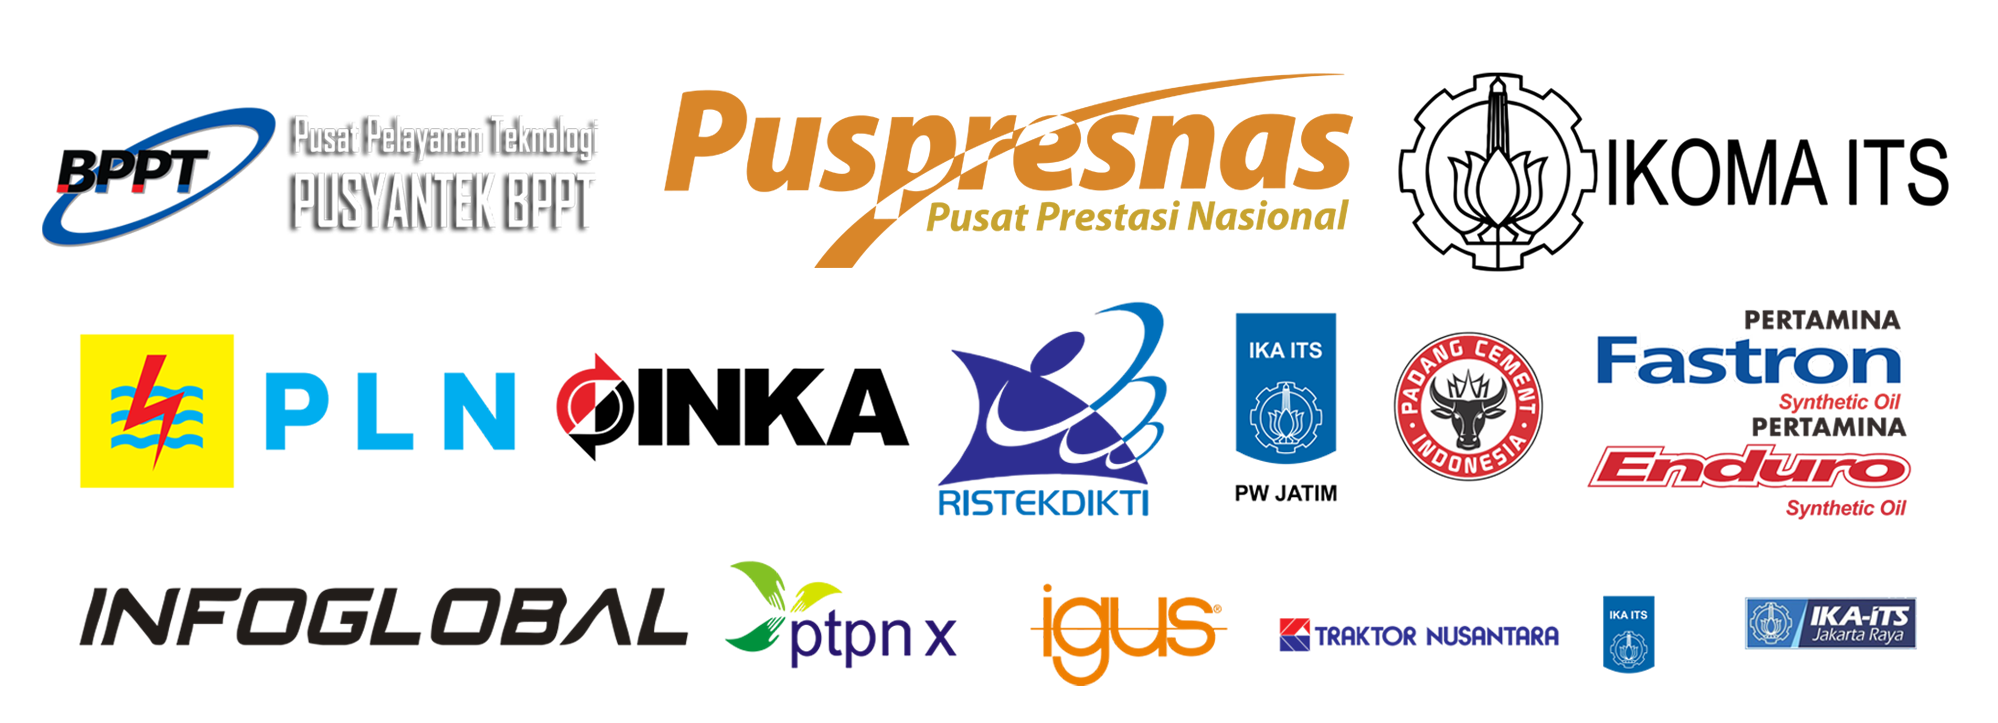 BPPT
Pusat Pelayanan Teknologi
PUSYANTEK BPPT
Puspresnas
Pusat Prestasi Nasional
IKOMA ITS
PLN
INKA
RISTEKDIKTI
IKA ITS
PW JATIM
PADANG CEMENT
INDONESIA
PERTAMINA
Fastron
Synthetic Oil
PERTAMINA
Enduro
Synthetic Oil
INFOGLOBAL
ptpn x
igus®
TRAKTOR NUSANTARA
IKA ITS
IKA-iTS
Jakarta Raya